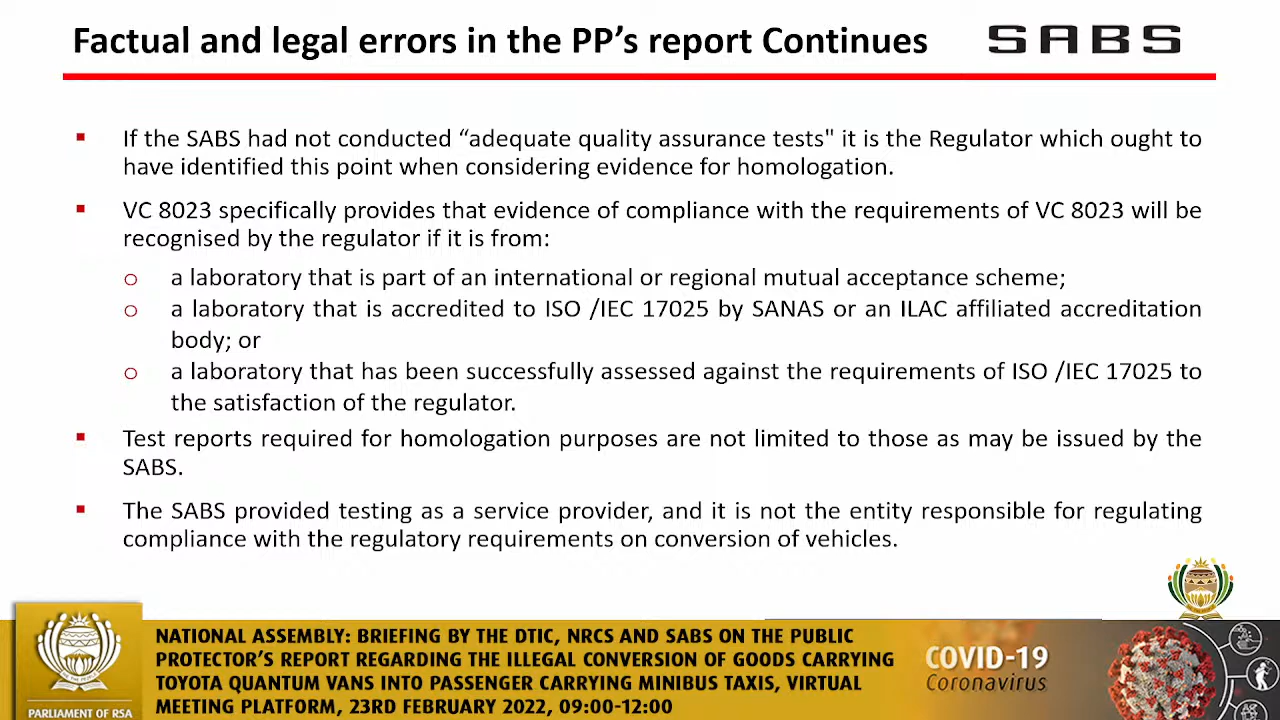 Factual and legal errors in the PP’s report Continues
SABS
▪ If the SABS had not conducted “adequate quality assurance tests" it is the Regulator which ought to
have identified this point when considering evidence for homologation.
▪ VC 8023 specifically provides that evidence of compliance with the requirements of VC 8023 will be
recognised by the regulator if it is from:
o a laboratory that is part of an international or regional mutual acceptance scheme;
o a laboratory that is accredited to ISO /IEC 17025 by SANAS or an ILAC affiliated accreditation
body; or
o a laboratory that has been successfully assessed against the requirements of ISO /IEC 17025 to
the satisfaction of the regulator.
▪ Test reports required for homologation purposes are not limited to those as may be issued by the
SABS.
▪ The SABS provided testing as a service provider, and it is not the entity responsible for regulating
compliance with the regulatory requirements on conversion of vehicles.
NATIONAL ASSEMBLY: BRIEFING BY THE DTIC, NRCS AND SABS ON THE PUBLIC
PROTECTOR’S REPORT REGARDING THE ILLEGAL CONVERSION OF GOODS CARRYING
TOYOTA QUANTUM VANS INTO PASSENGER CARRYING MINIBUS TAXIS, VIRTUAL
MEETING PLATFORM, 23RD FEBRUARY 2022, 09:00-12:00
PARLIAMENT OF RSA
COVID-19
Coronavirus